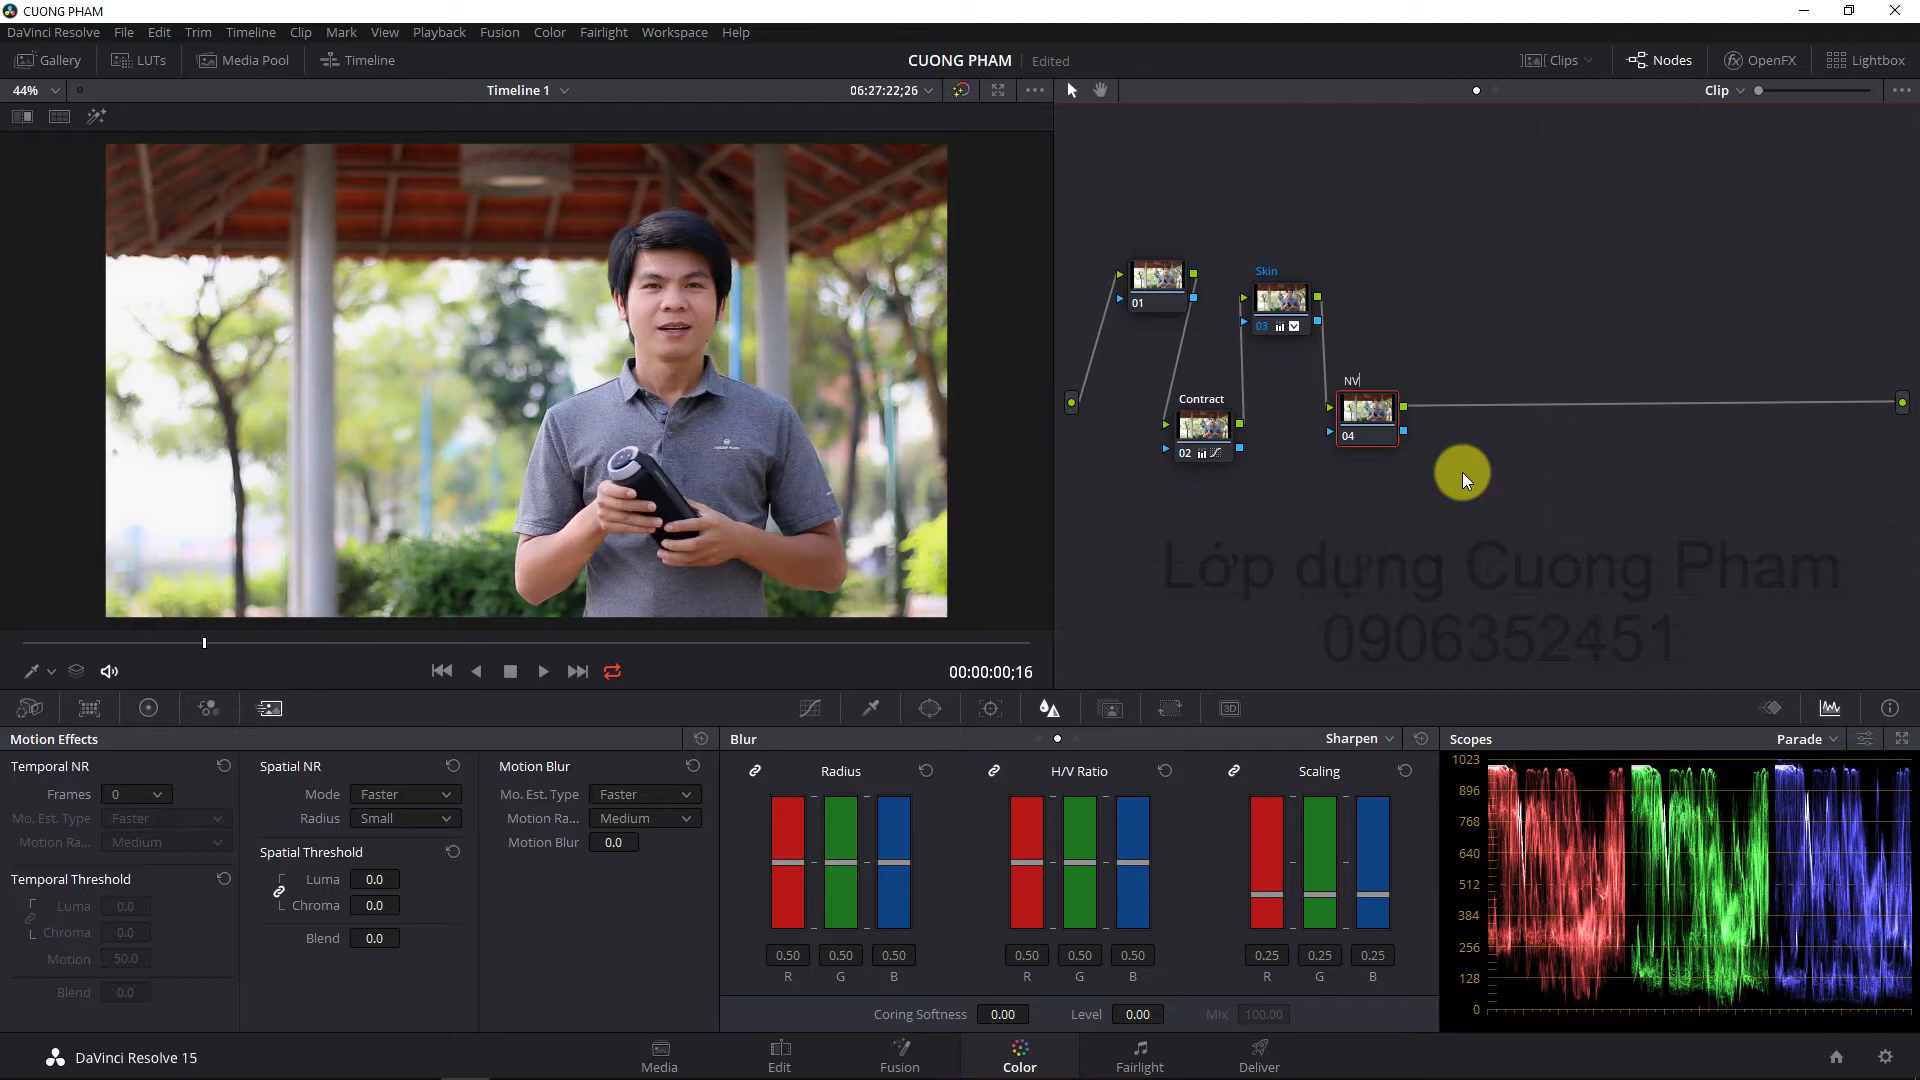 CUONG PHAM
DaVinci Resolve File Edit Trim Timeline Clip Mark View Playback Fusion Color Fairlight Workspace Help
Gallery LUTs Media Pool Timeline CUONG PHAM Edited Clips Nodes OpenFX Lightbox
44% Timeline 1 06:27:22;26 Clip
Skin
01
03
NV
Contract
04
02
Lớp dựng Cuong Pham
0906352451
00:00:00;16
3D
Motion Effects Blur Sharpen Scopes Parade
Temporal NR Spatial NR Motion Blur Radius H/V Ratio Scaling
Frames 0 Mode Faster Mo. Est. Type Faster
Mo. Est. Type Faster Radius Small Motion Ra... Medium
Motion Ra... Medium Motion Blur 0.0
Spatial Threshold
Temporal Threshold Luma 0.0
Luma 0.0 Chroma 0.0
Chroma 0.0 Blend 0.0
Motion 50.0
Blend 0.0
0.50 0.50 0.50 0.50 0.50 0.50 0.25 0.25 0.25
R G B R G B R G B
Coring Softness 0.00 Level 0.00 Mix 100.00
1023
896
768
640
512
384
256
128
0
DaVinci Resolve 15 Media Edit Fusion Color Fairlight Deliver